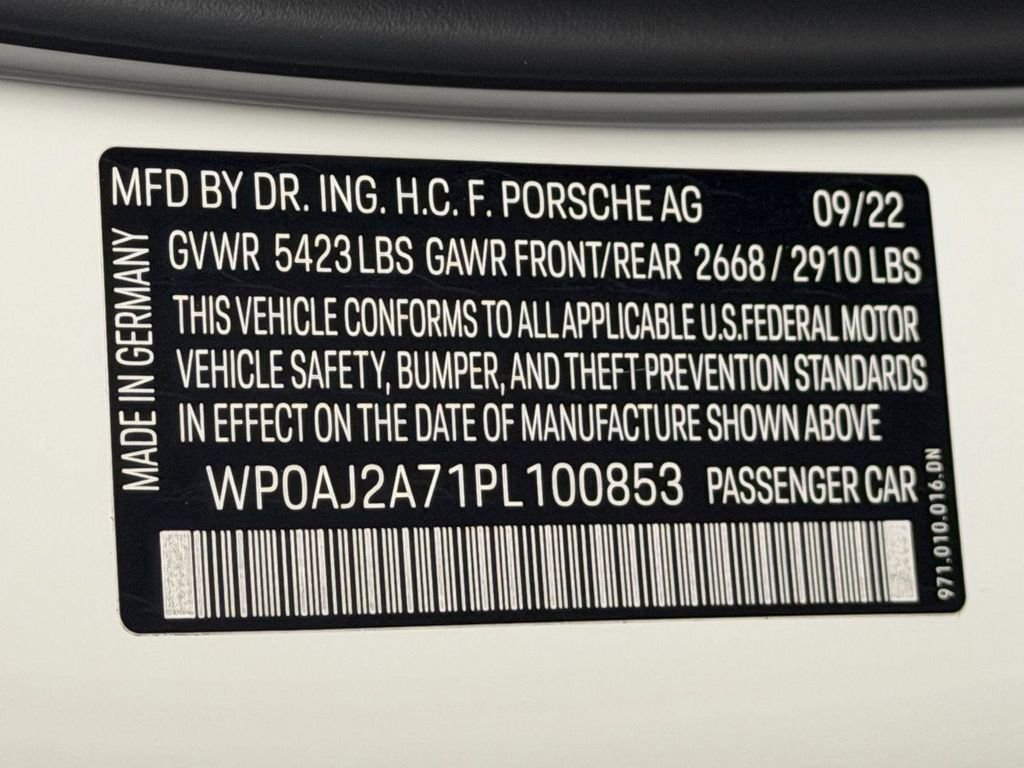 MFD BY DR. ING. H.C. F. PORSCHE AG 09/22
GVWR 5423 LBS GAWR FRONT/REAR 2668 / 2910 LBS
THIS VEHICLE CONFORMS TO ALL APPLICABLE U.S.FEDERAL MOTOR
VEHICLE SAFETY, BUMPER, AND THEFT PREVENTION STANDARDS
IN EFFECT ON THE DATE OF MANUFACTURE SHOWN ABOVE
WP0AJ2A71PL100853 PASSENGER CAR
MADE IN GERMANY
971.010.016.DN